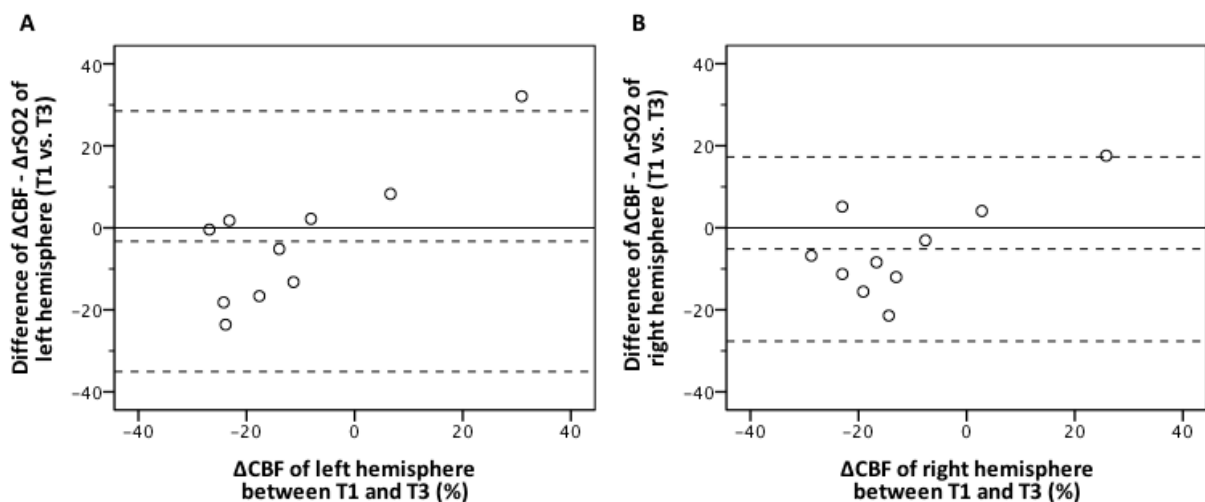 A
Difference of ΔCBF - ΔrSO2 of
left hemisphere (T1 vs. T3)
40
20
0
−20
−40
−40
−20
0
20
40
ΔCBF of left hemisphere
between T1 and T3 (%)
B
Difference of ΔCBF - ΔrSO2 of
right hemisphere (T1 vs. T3)
40
20
0
−20
−40
−40
−20
0
20
40
ΔCBF of right hemisphere
between T1 and T3 (%)